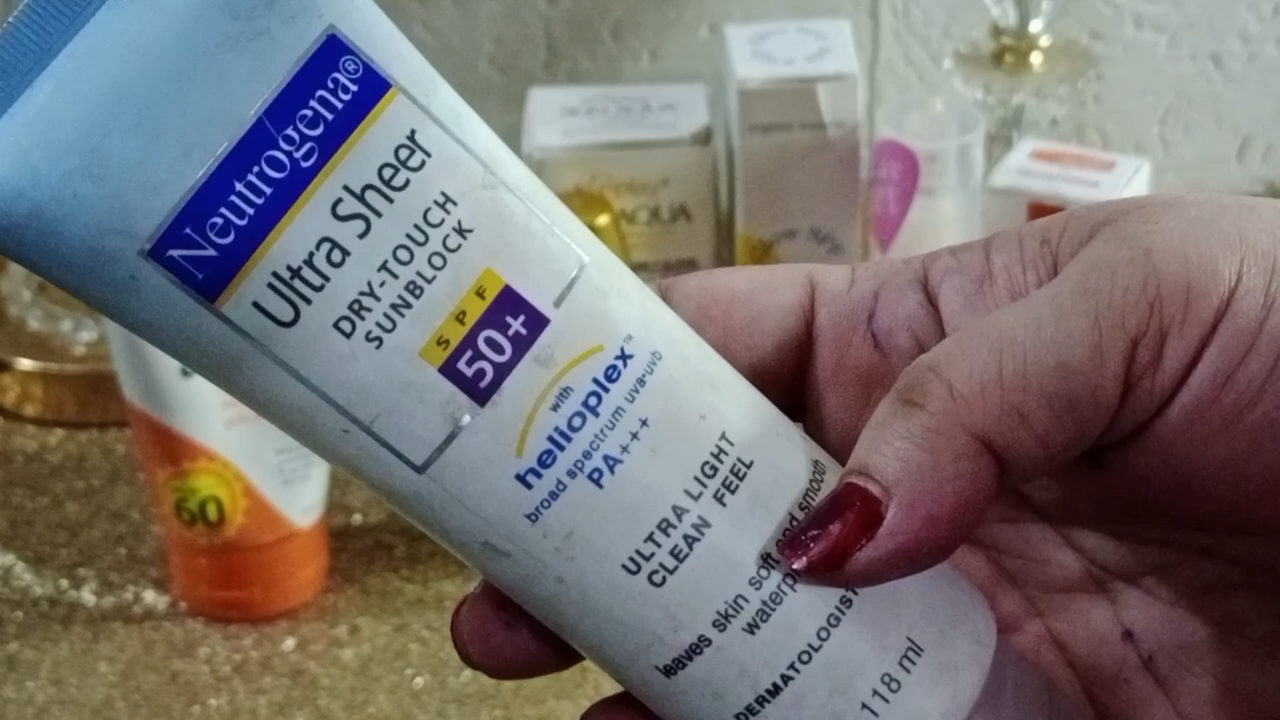 Neutrogena®
Ultra Sheer
DRY-TOUCH
SUNBLOCK
SPF
50+
with
helioplex™
broad spectrum uva·uvb
PA+++
ULTRA LIGHT
CLEAN FEEL
leaves skin soft and smooth
DERMATOLOGIST
118 ml
60
AQUA